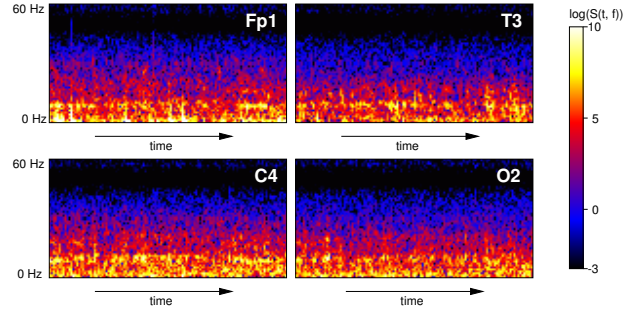 60 Hz Fp1 T3 log(S(t, f))
10
0 Hz
time time
5
60 Hz C4 O2
0
0 Hz
-3
time time